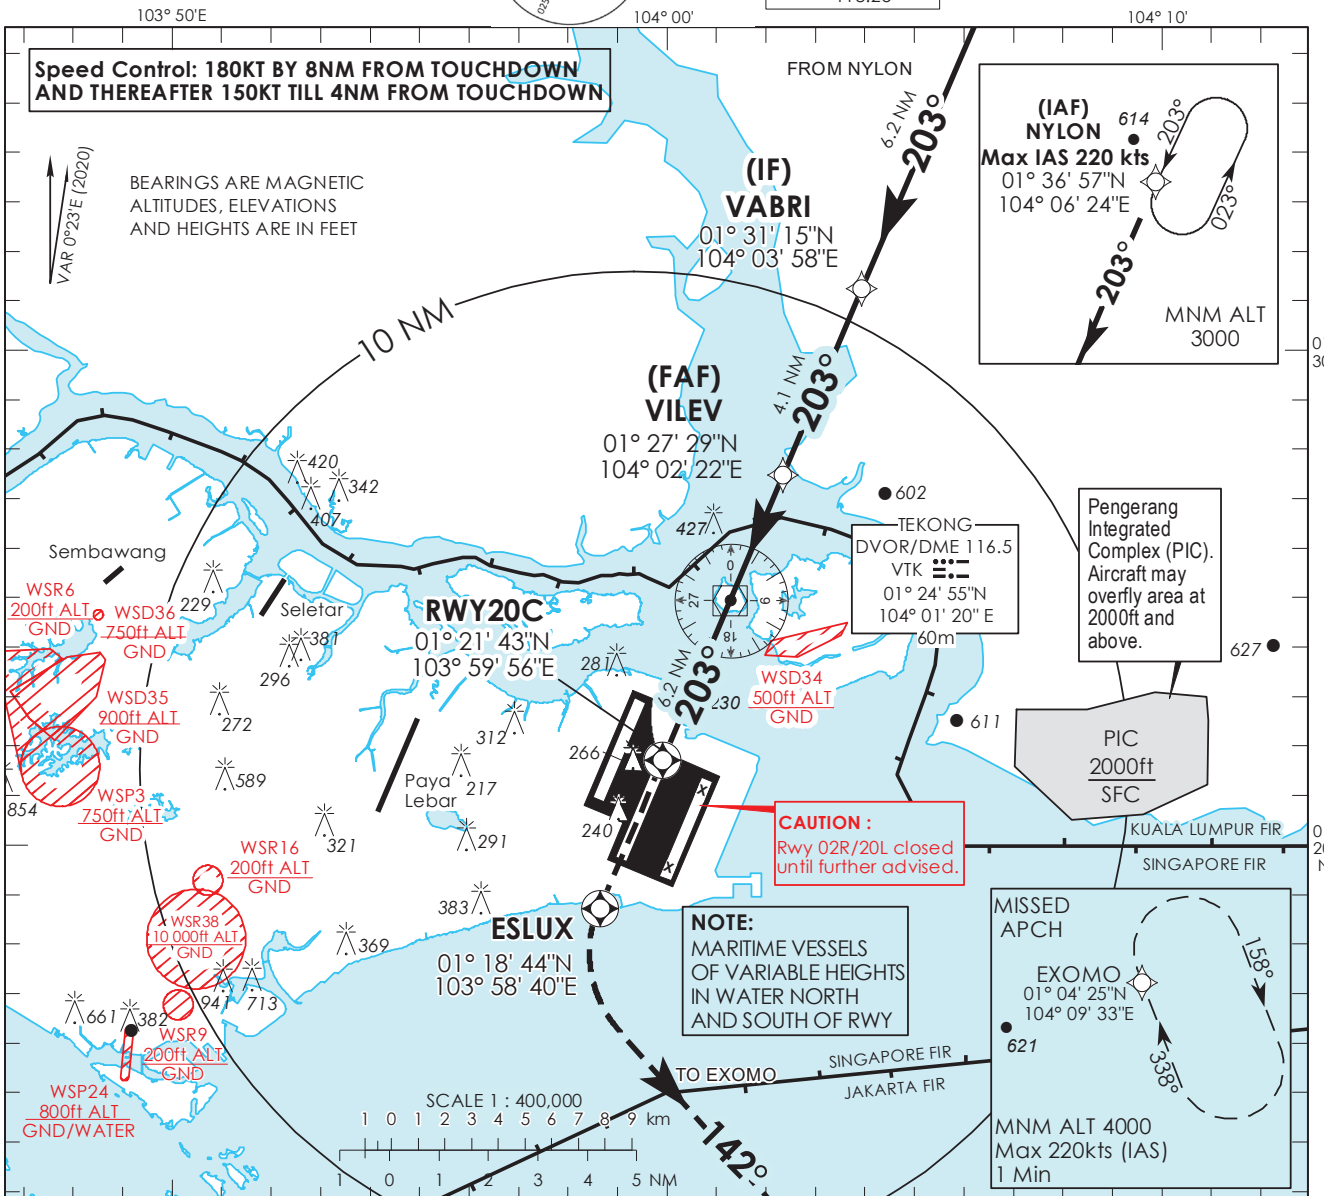 103° 50'E
025
104° 00'
104° 10'
Speed Control: 180KT BY 8NM FROM TOUCHDOWN
AND THEREAFTER 150KT TILL 4NM FROM TOUCHDOWN
FROM NYLON
VAR 0°23'E (2020)
BEARINGS ARE MAGNETIC
ALTITUDES, ELEVATIONS
AND HEIGHTS ARE IN FEET
6.2 NM
203°
(IAF)
NYLON
Max IAS 220 kts
01° 36' 57"N
104° 06' 24"E
614
203°
023°
203°
MNM ALT
3000
(IF)
VABRI
01° 31' 15"N
104° 03' 58"E
10 NM
4.1 NM
203°
(FAF)
VILEV
01° 27' 29"N
104° 02' 22"E
420
342
407
427
602
TEKONG
DVOR/DME 116.5
VTK
01° 24' 55"N
104° 01' 20" E
60m
Pengerang
Integrated
Complex (PIC).
Aircraft may
overfly area at
2000ft and
above.
Sembawang
229
Seletar
WSR6
200ft ALT
GND
WSD36
750ft ALT
GND
0
9
18
27
RWY20C
01° 21' 43"N
103° 59' 56"E
381
296
281
6.2 NM
203°
230
WSD34
500ft ALT
GND
627
611
WSD35
900ft ALT
GND
272
312
266
PIC
2000ft
SFC
589
217
Paya
Lebar
WSP3
750ft ALT
GND
854
321
291
240
X
X
CAUTION :
Rwy 02R/20L closed
until further advised.
KUALA LUMPUR FIR
SINGAPORE FIR
WSR16
200ft ALT
GND
383
ESLUX
01° 18' 44"N
103° 58' 40"E
NOTE:
MARITIME VESSELS
OF VARIABLE HEIGHTS
IN WATER NORTH
AND SOUTH OF RWY
WSR38
10 000ft ALT
GND
369
941
713
661
382
WSR9
200ft ALT
GND
WSP24
800ft ALT
GND/WATER
MISSED
APCH
EXOMO
01° 04' 25"N
104° 09' 33"E
158°
338°
621
MNM ALT 4000
Max 220kts (IAS)
1 Min
SINGAPORE FIR
JAKARTA FIR
TO EXOMO
142°
SCALE 1 : 400,000
1 0 1 2 3 4 5 6 7 8 9 km
1 0 1 2 3 4 5 NM